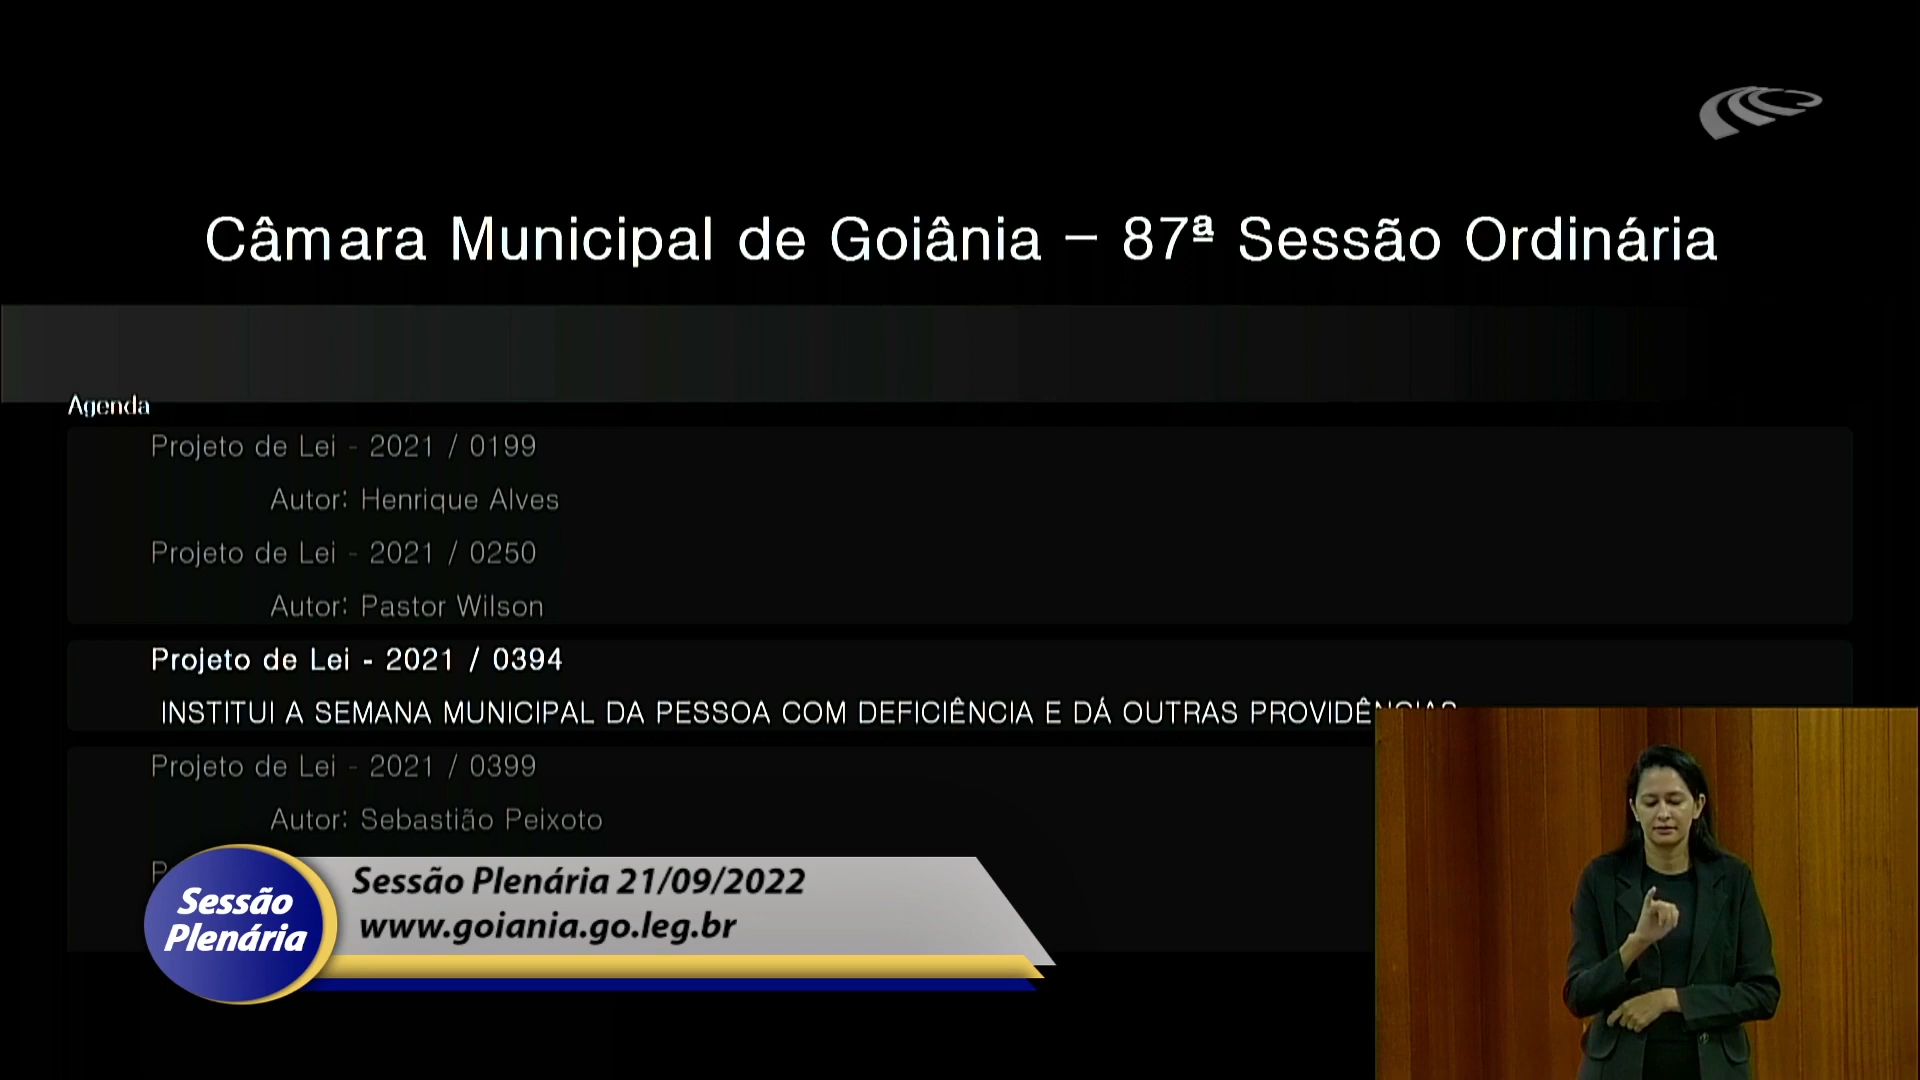 Câmara Municipal de Goiânia – 87ª Sessão Ordinária
Agenda
Projeto de Lei - 2021 / 0199
Autor: Henrique Alves
Projeto de Lei - 2021 / 0250
Autor: Pastor Wilson
Projeto de Lei - 2021 / 0394
INSTITUI A SEMANA MUNICIPAL DA PESSOA COM DEFICIÊNCIA E DÁ OUTRAS PROVIDÊNCIAS
Projeto de Lei - 2021 / 0399
Autor: Sebastião Peixoto
Sessão
Plenária
Sessão Plenária 21/09/2022
www.goiania.go.leg.br